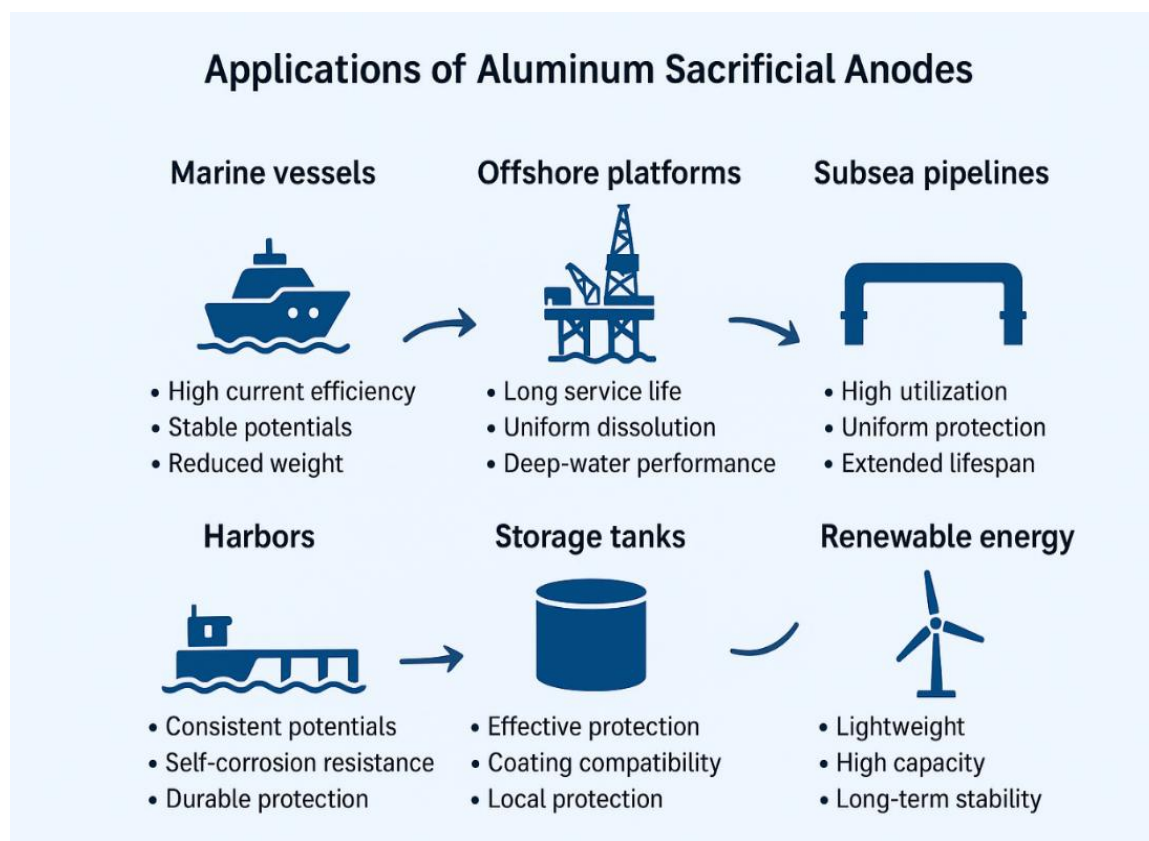 Applications of Aluminum Sacrificial Anodes
Marine vessels
• High current efficiency
• Stable potentials
• Reduced weight
Offshore platforms
• Long service life
• Uniform dissolution
• Deep-water performance
Subsea pipelines
• High utilization
• Uniform protection
• Extended lifespan
Harbors
• Consistent potentials
• Self-corrosion resistance
• Durable protection
Storage tanks
• Effective protection
• Coating compatibility
• Local protection
Renewable energy
• Lightweight
• High capacity
• Long-term stability